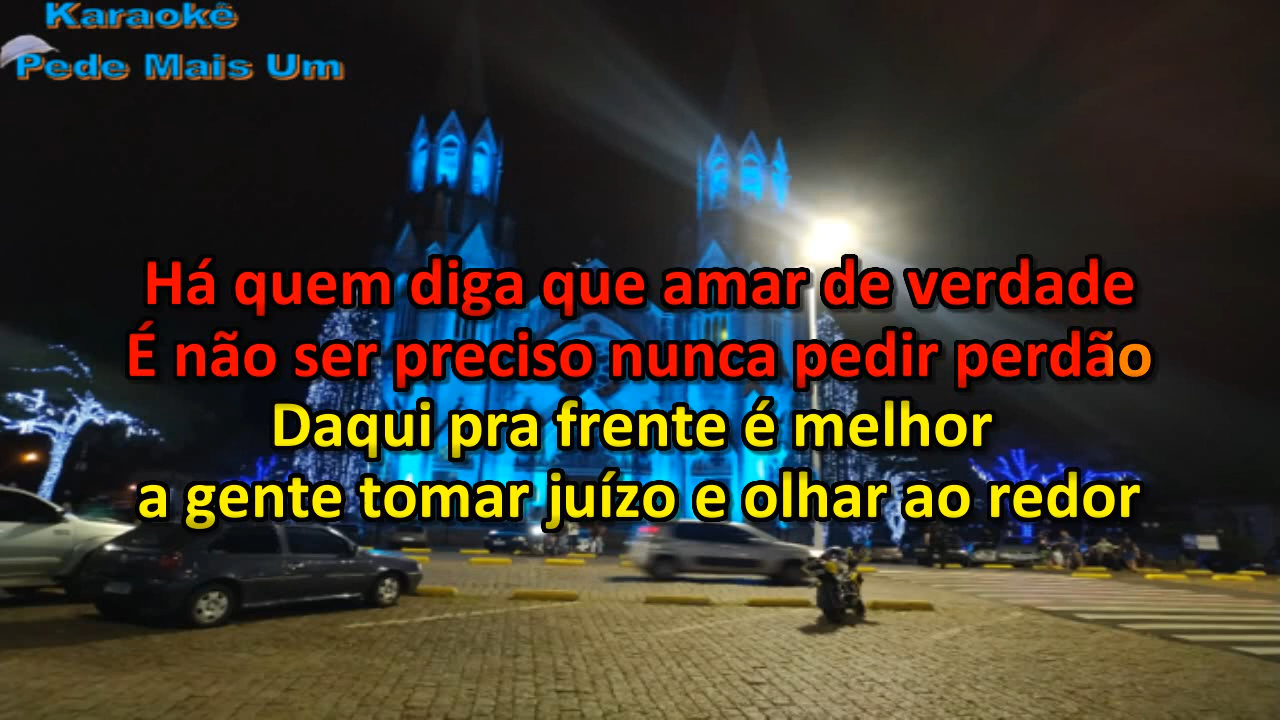 Karaokê
Pede Mais Um
Há quem diga que amar de verdade
É não ser preciso nunca pedir perdão
Daqui pra frente é melhor
a gente tomar juízo e olhar ao redor